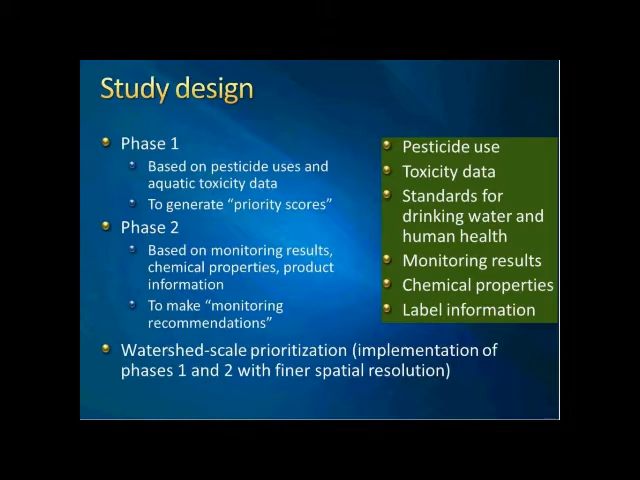 Study design
Phase 1
Based on pesticide uses and
aquatic toxicity data
To generate “priority scores”
Phase 2
Based on monitoring results,
chemical properties, product
information
To make “monitoring
recommendations”
Watershed-scale prioritization (implementation of
phases 1 and 2 with finer spatial resolution)
Pesticide use
Toxicity data
Standards for
drinking water and
human health
Monitoring results
Chemical properties
Label information